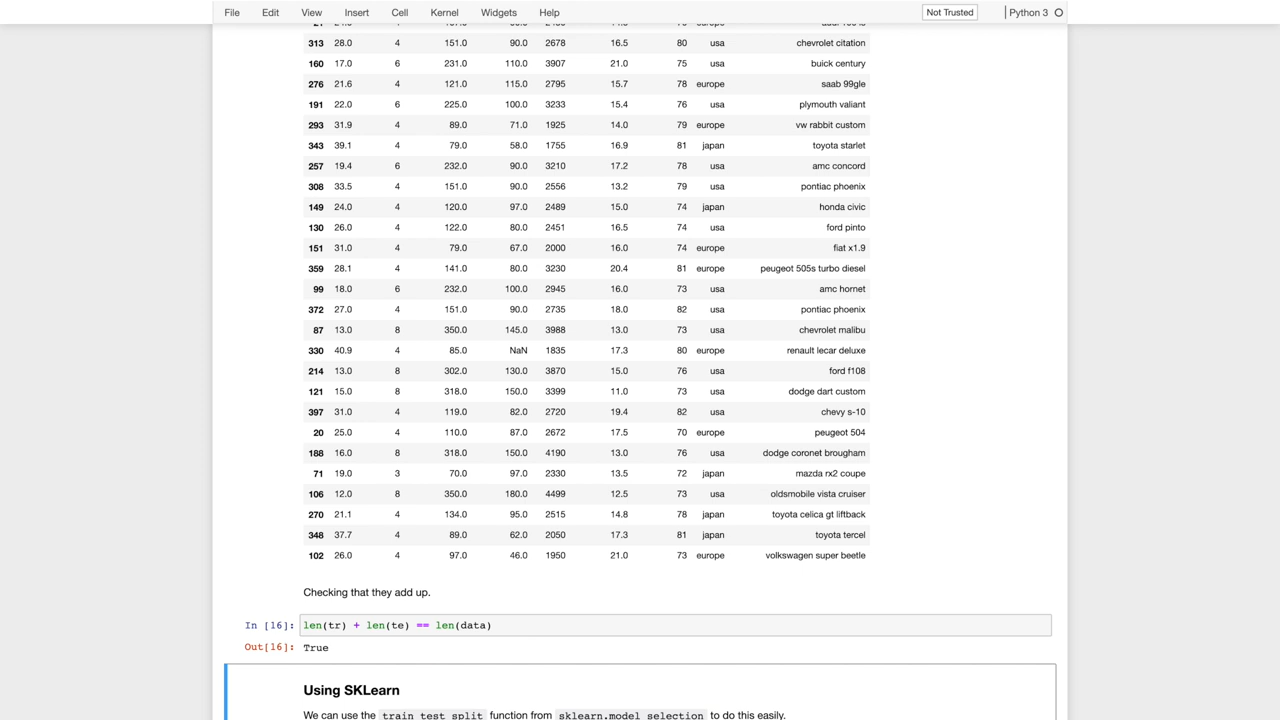 File Edit View Insert Cell Kernel Widgets Help Not Trusted Python 3
313 28.0 4 151.0 90.0 2678 16.5 80 usa chevrolet citation
160 17.0 6 231.0 110.0 3907 21.0 75 usa buick century
276 21.6 4 121.0 115.0 2795 15.7 78 europe saab 99gle
191 22.0 6 225.0 100.0 3233 15.4 76 usa plymouth valiant
293 31.9 4 89.0 71.0 1925 14.0 79 europe vw rabbit custom
343 39.1 4 79.0 58.0 1755 16.9 81 japan toyota starlet
257 19.4 6 232.0 90.0 3210 17.2 78 usa amc concord
308 33.5 4 151.0 90.0 2556 13.2 79 usa pontiac phoenix
149 24.0 4 120.0 97.0 2489 15.0 74 japan honda civic
130 26.0 4 122.0 80.0 2451 16.5 74 usa ford pinto
151 31.0 4 79.0 67.0 2000 16.0 74 europe fiat x1.9
359 28.1 4 141.0 80.0 3230 20.4 81 europe peugeot 505s turbo diesel
99 18.0 6 232.0 100.0 2945 16.0 73 usa amc hornet
372 27.0 4 151.0 90.0 2735 18.0 82 usa pontiac phoenix
87 13.0 8 350.0 145.0 3988 13.0 73 usa chevrolet malibu
330 40.9 4 85.0 NaN 1835 17.3 80 europe renault lecar deluxe
214 13.0 8 302.0 130.0 3870 15.0 76 usa ford f108
121 15.0 8 318.0 150.0 3399 11.0 73 usa dodge dart custom
397 31.0 4 119.0 82.0 2720 19.4 82 usa chevy s-10
20 25.0 4 110.0 87.0 2672 17.5 70 europe peugeot 504
188 16.0 8 318.0 150.0 4190 13.0 76 usa dodge coronet brougham
71 19.0 3 70.0 97.0 2330 13.5 72 japan mazda rx2 coupe
106 12.0 8 350.0 180.0 4499 12.5 73 usa oldsmobile vista cruiser
270 21.1 4 134.0 95.0 2515 14.8 78 japan toyota celica gt liftback
348 37.7 4 89.0 62.0 2050 17.3 81 japan toyota tercel
102 26.0 4 97.0 46.0 1950 21.0 73 europe volkswagen super beetle
Checking that they add up.
In [16]: len(tr) + len(te) == len(data)
Out[16]: True
Using SKLearn
We can use the train_test_split function from sklearn.model_selection to do this easily.